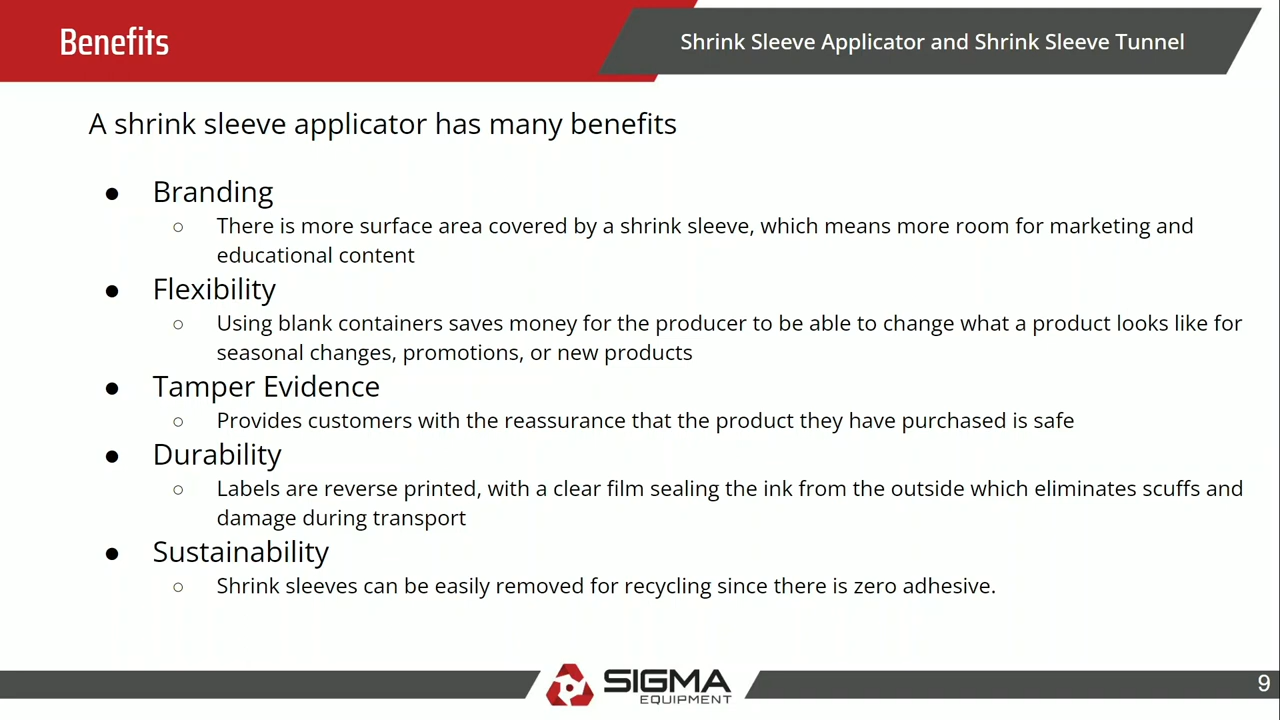 Benefits
Shrink Sleeve Applicator and Shrink Sleeve Tunnel
A shrink sleeve applicator has many benefits
● Branding
○ There is more surface area covered by a shrink sleeve, which means more room for marketing and
educational content
● Flexibility
○ Using blank containers saves money for the producer to be able to change what a product looks like for
seasonal changes, promotions, or new products
● Tamper Evidence
○ Provides customers with the reassurance that the product they have purchased is safe
● Durability
○ Labels are reverse printed, with a clear film sealing the ink from the outside which eliminates scuffs and
damage during transport
● Sustainability
○ Shrink sleeves can be easily removed for recycling since there is zero adhesive.
SIGMA
EQUIPMENT
9